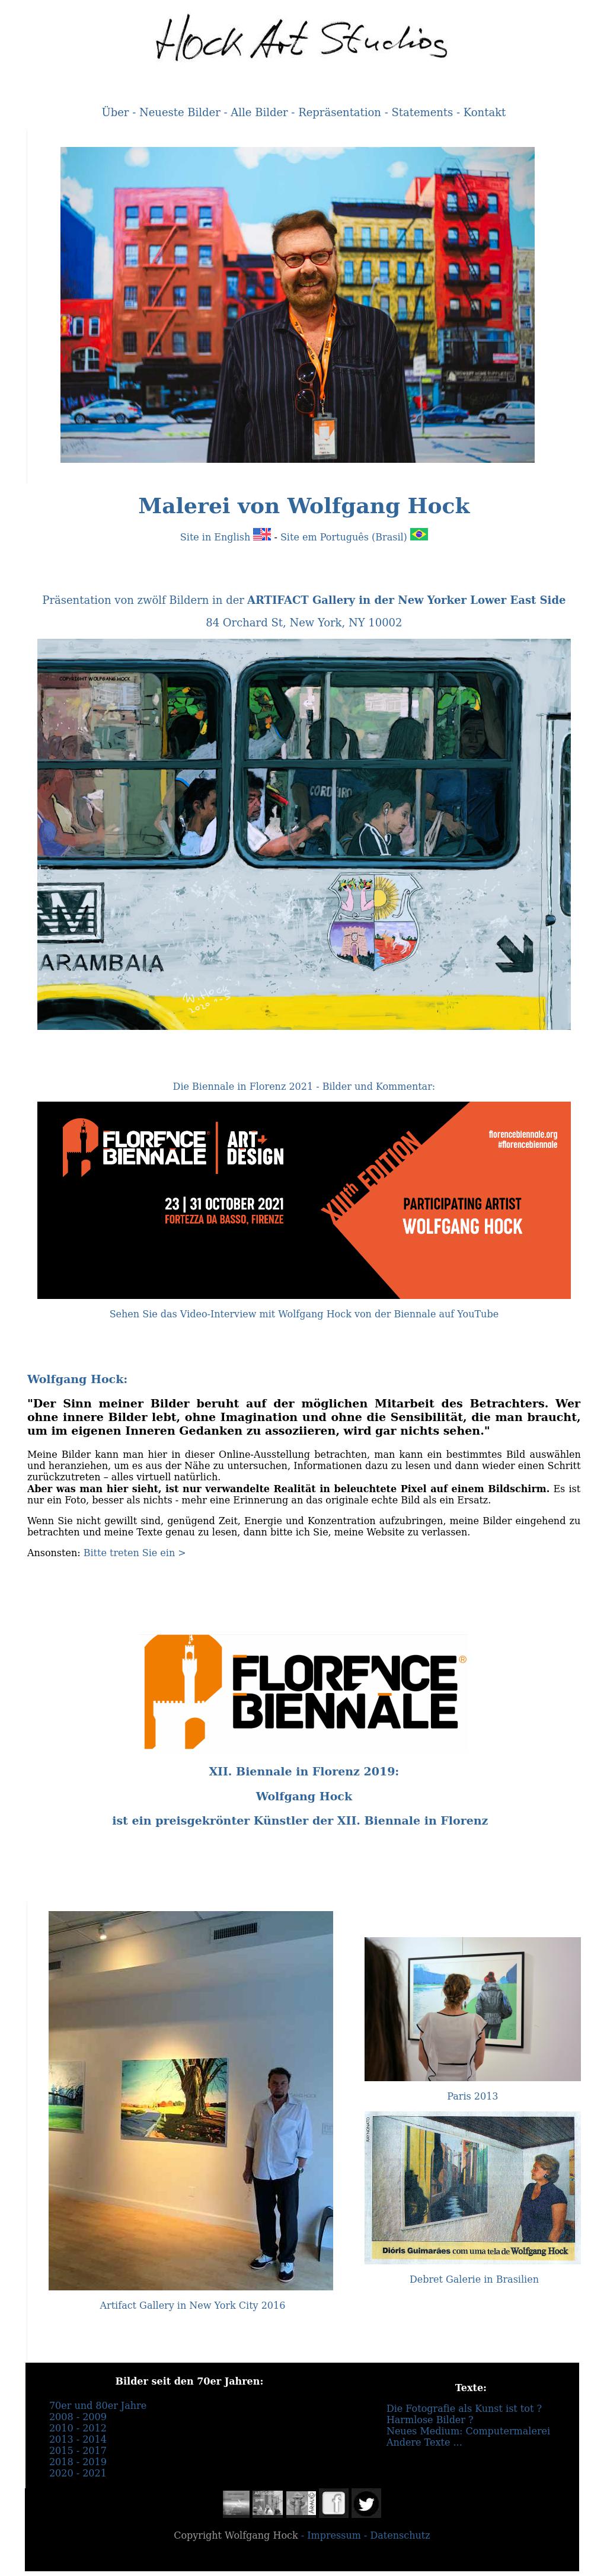 Hock Art Studios
Über - Neueste Bilder - Alle Bilder - Repräsentation - Statements - Kontakt
Malerei von Wolfgang Hock
Site in English - Site em Português (Brasil)
Präsentation von zwölf Bildern in der ARTIFACT Gallery in der New Yorker Lower East Side
84 Orchard St, New York, NY 10002
COPYRIGHT WOLFGANG HOCK
CORDEIRO
ARAMBAIA
W. Hock
FLORENCE BIENNALE ART+ DESIGN
florencebiennale.org
#florencebiennale
23 | 31 OCTOBER 2021
FORTEZZA DA BASSO, FIRENZE
XIIIth EDITION
PARTICIPATING ARTIST
WOLFGANG HOCK
Die Biennale in Florenz 2021 - Bilder und Kommentar:
Sehen Sie das Video-Interview mit Wolfgang Hock von der Biennale auf YouTube
Wolfgang Hock:
"Der Sinn meiner Bilder beruht auf der möglichen Mitarbeit des Betrachters. Wer
ohne innere Bilder lebt, ohne Imagination und ohne die Sensibilität, die man braucht,
um im eigenen Inneren Gedanken zu assoziieren, wird gar nichts sehen."
Meine Bilder kann man hier in dieser Online-Ausstellung betrachten, man kann ein bestimmtes Bild auswählen
und heranziehen, um es aus der Nähe zu untersuchen, Informationen dazu zu lesen und dann wieder einen Schritt
zurückzutreten – alles virtuell natürlich.
Aber was man hier sieht, ist nur verwandelte Realität in beleuchtete Pixel auf einem Bildschirm. Es ist
nur ein Foto, besser als nichts - mehr eine Erinnerung an das originale echte Bild als ein Ersatz.
Wenn Sie nicht gewillt sind, genügend Zeit, Energie und Konzentration aufzubringen, meine Bilder eingehend zu
betrachten und meine Texte genau zu lesen, dann bitte ich Sie, meine Website zu verlassen.
Ansonsten: Bitte treten Sie ein >
FLORENCE ®
BIENNALE
XII. Biennale in Florenz 2019:
Wolfgang Hock
ist ein preisgekrönter Künstler der XII. Biennale in Florenz
Artifact Gallery in New York City 2016
Paris 2013
Dióris Guimarães com uma tela de Wolfgang Hock
Debret Galerie in Brasilien
Bilder seit den 70er Jahren:
70er und 80er Jahre
2008 - 2009
2010 - 2012
2013 - 2014
2015 - 2017
2018 - 2019
2020 - 2021
Texte:
Die Fotografie als Kunst ist tot ?
Harmlose Bilder ?
Neues Medium: Computermalerei
Andere Texte ...
Copyright Wolfgang Hock - Impressum - Datenschutz